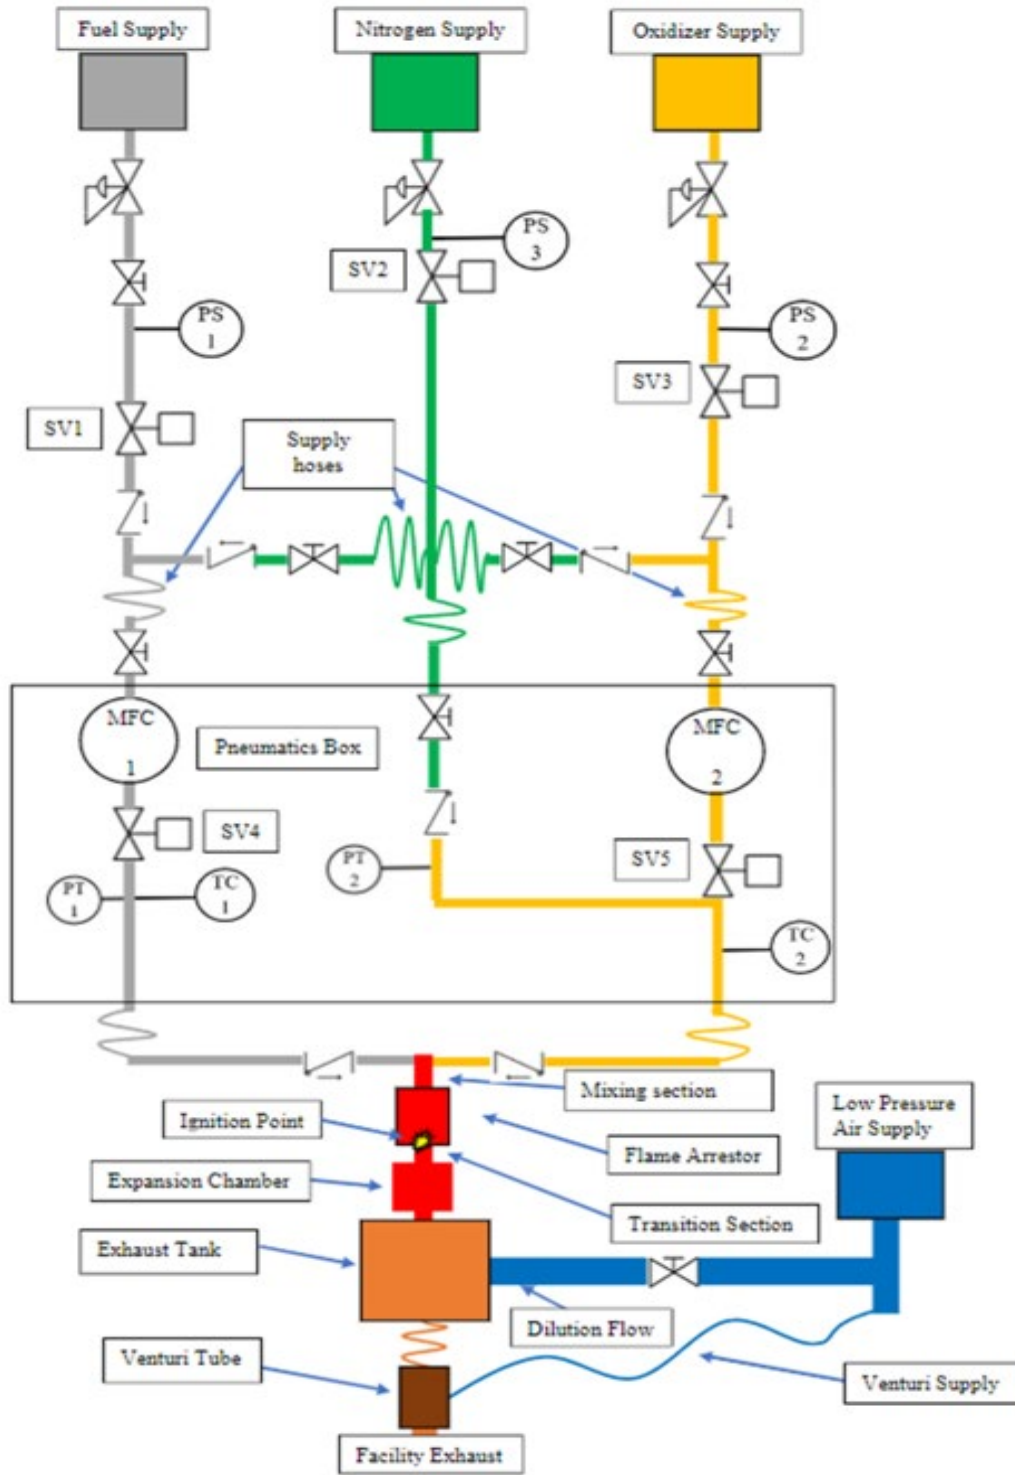 Fuel Supply
Nitrogen Supply
Oxidizer Supply
PS
3
SV2
PS
1
PS
2
SV3
SV1
Supply
hoses
MFC
1
Pneumatics Box
MFC
2
SV4
SV5
PT
2
PT
1
TC
1
TC
2
Mixing section
Low Pressure
Air Supply
Ignition Point
Flame Arrestor
Expansion Chamber
Transition Section
Exhaust Tank
Dilution Flow
Venturi Tube
Venturi Supply
Facility Exhaust